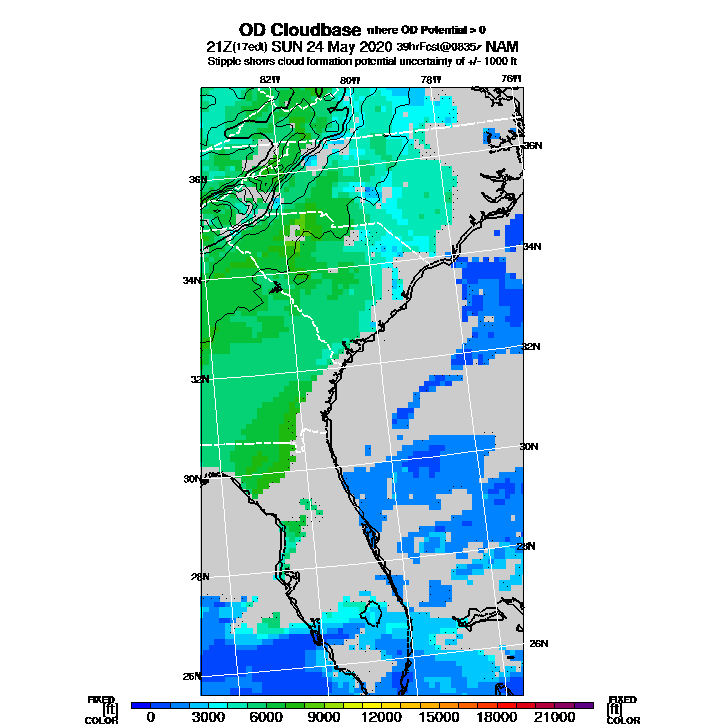 OD Cloudbase where OD Potential > 0
21Z(17edt) SUN 24 May 2020 39hrFcst@0835z NAM
Stipple shows cloud formation potential uncertainty of +/- 1000 ft
82W 80W 78W 76W
36N 36N
34N 34N
32N 32N
30N 30N
28N 28N
26N 26N
FIXED FIXED
[ft] [ft]
COLOR COLOR
0 3000 6000 9000 12000 15000 18000 21000